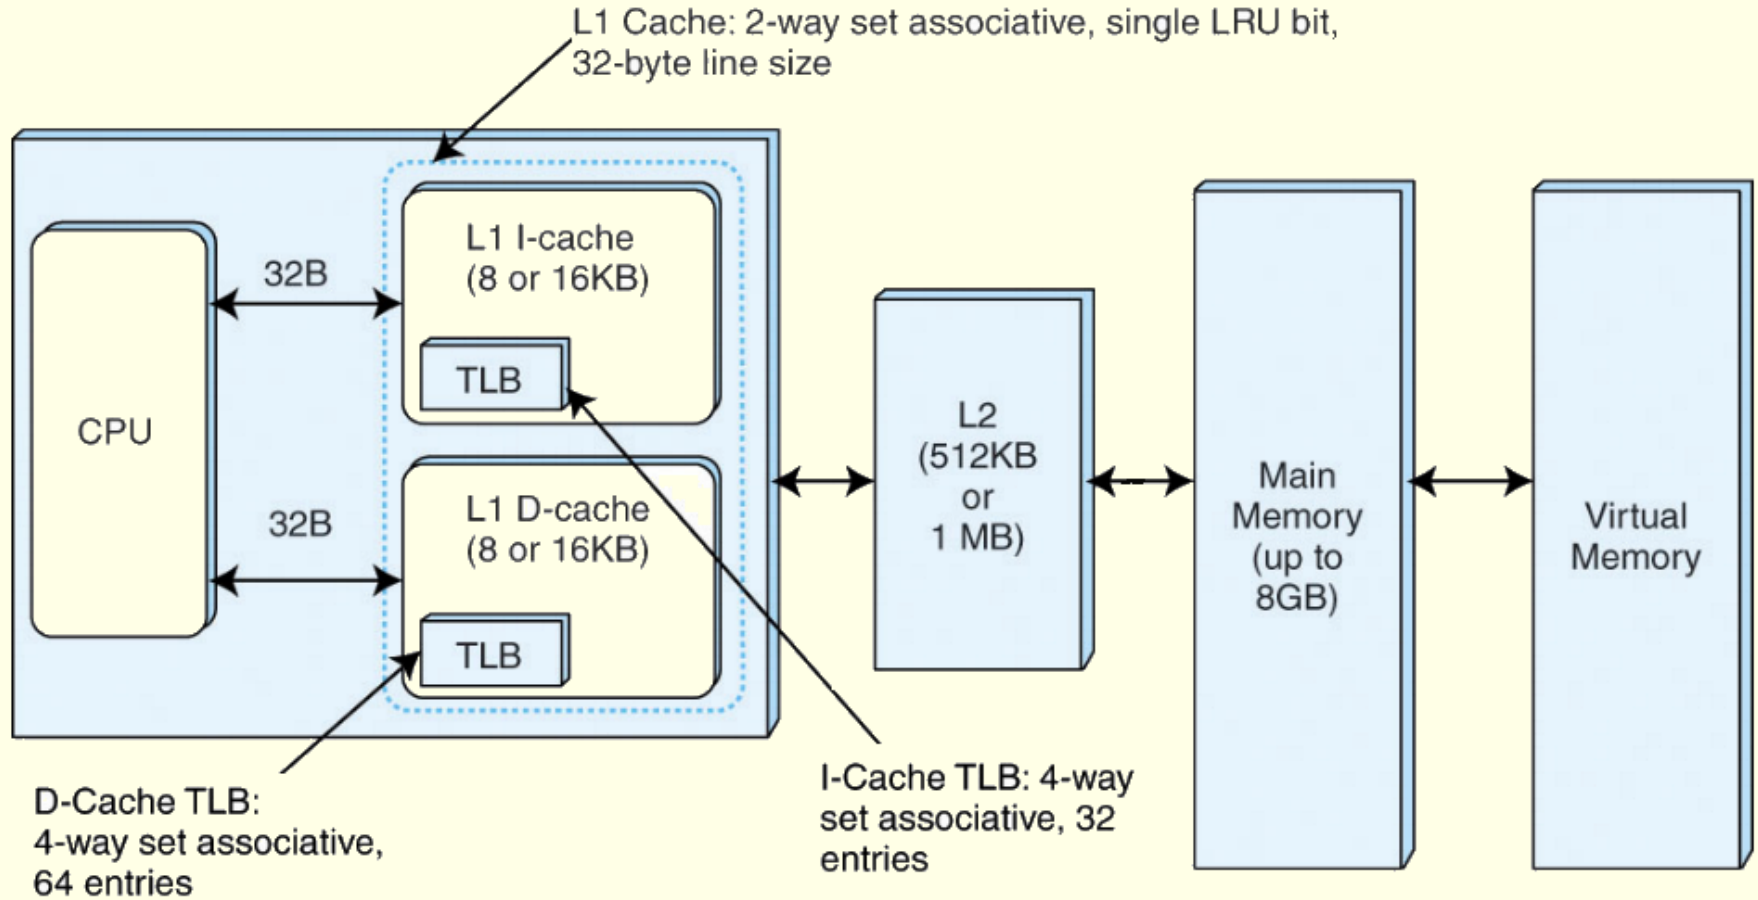 L1 Cache: 2-way set associative, single LRU bit,
32-byte line size
CPU
32B
32B
L1 I-cache
(8 or 16KB)
TLB
L1 D-cache
(8 or 16KB)
TLB
L2
(512KB
or
1 MB)
Main
Memory
(up to
8GB)
Virtual
Memory
D-Cache TLB:
4-way set associative,
64 entries
I-Cache TLB: 4-way
set associative, 32
entries